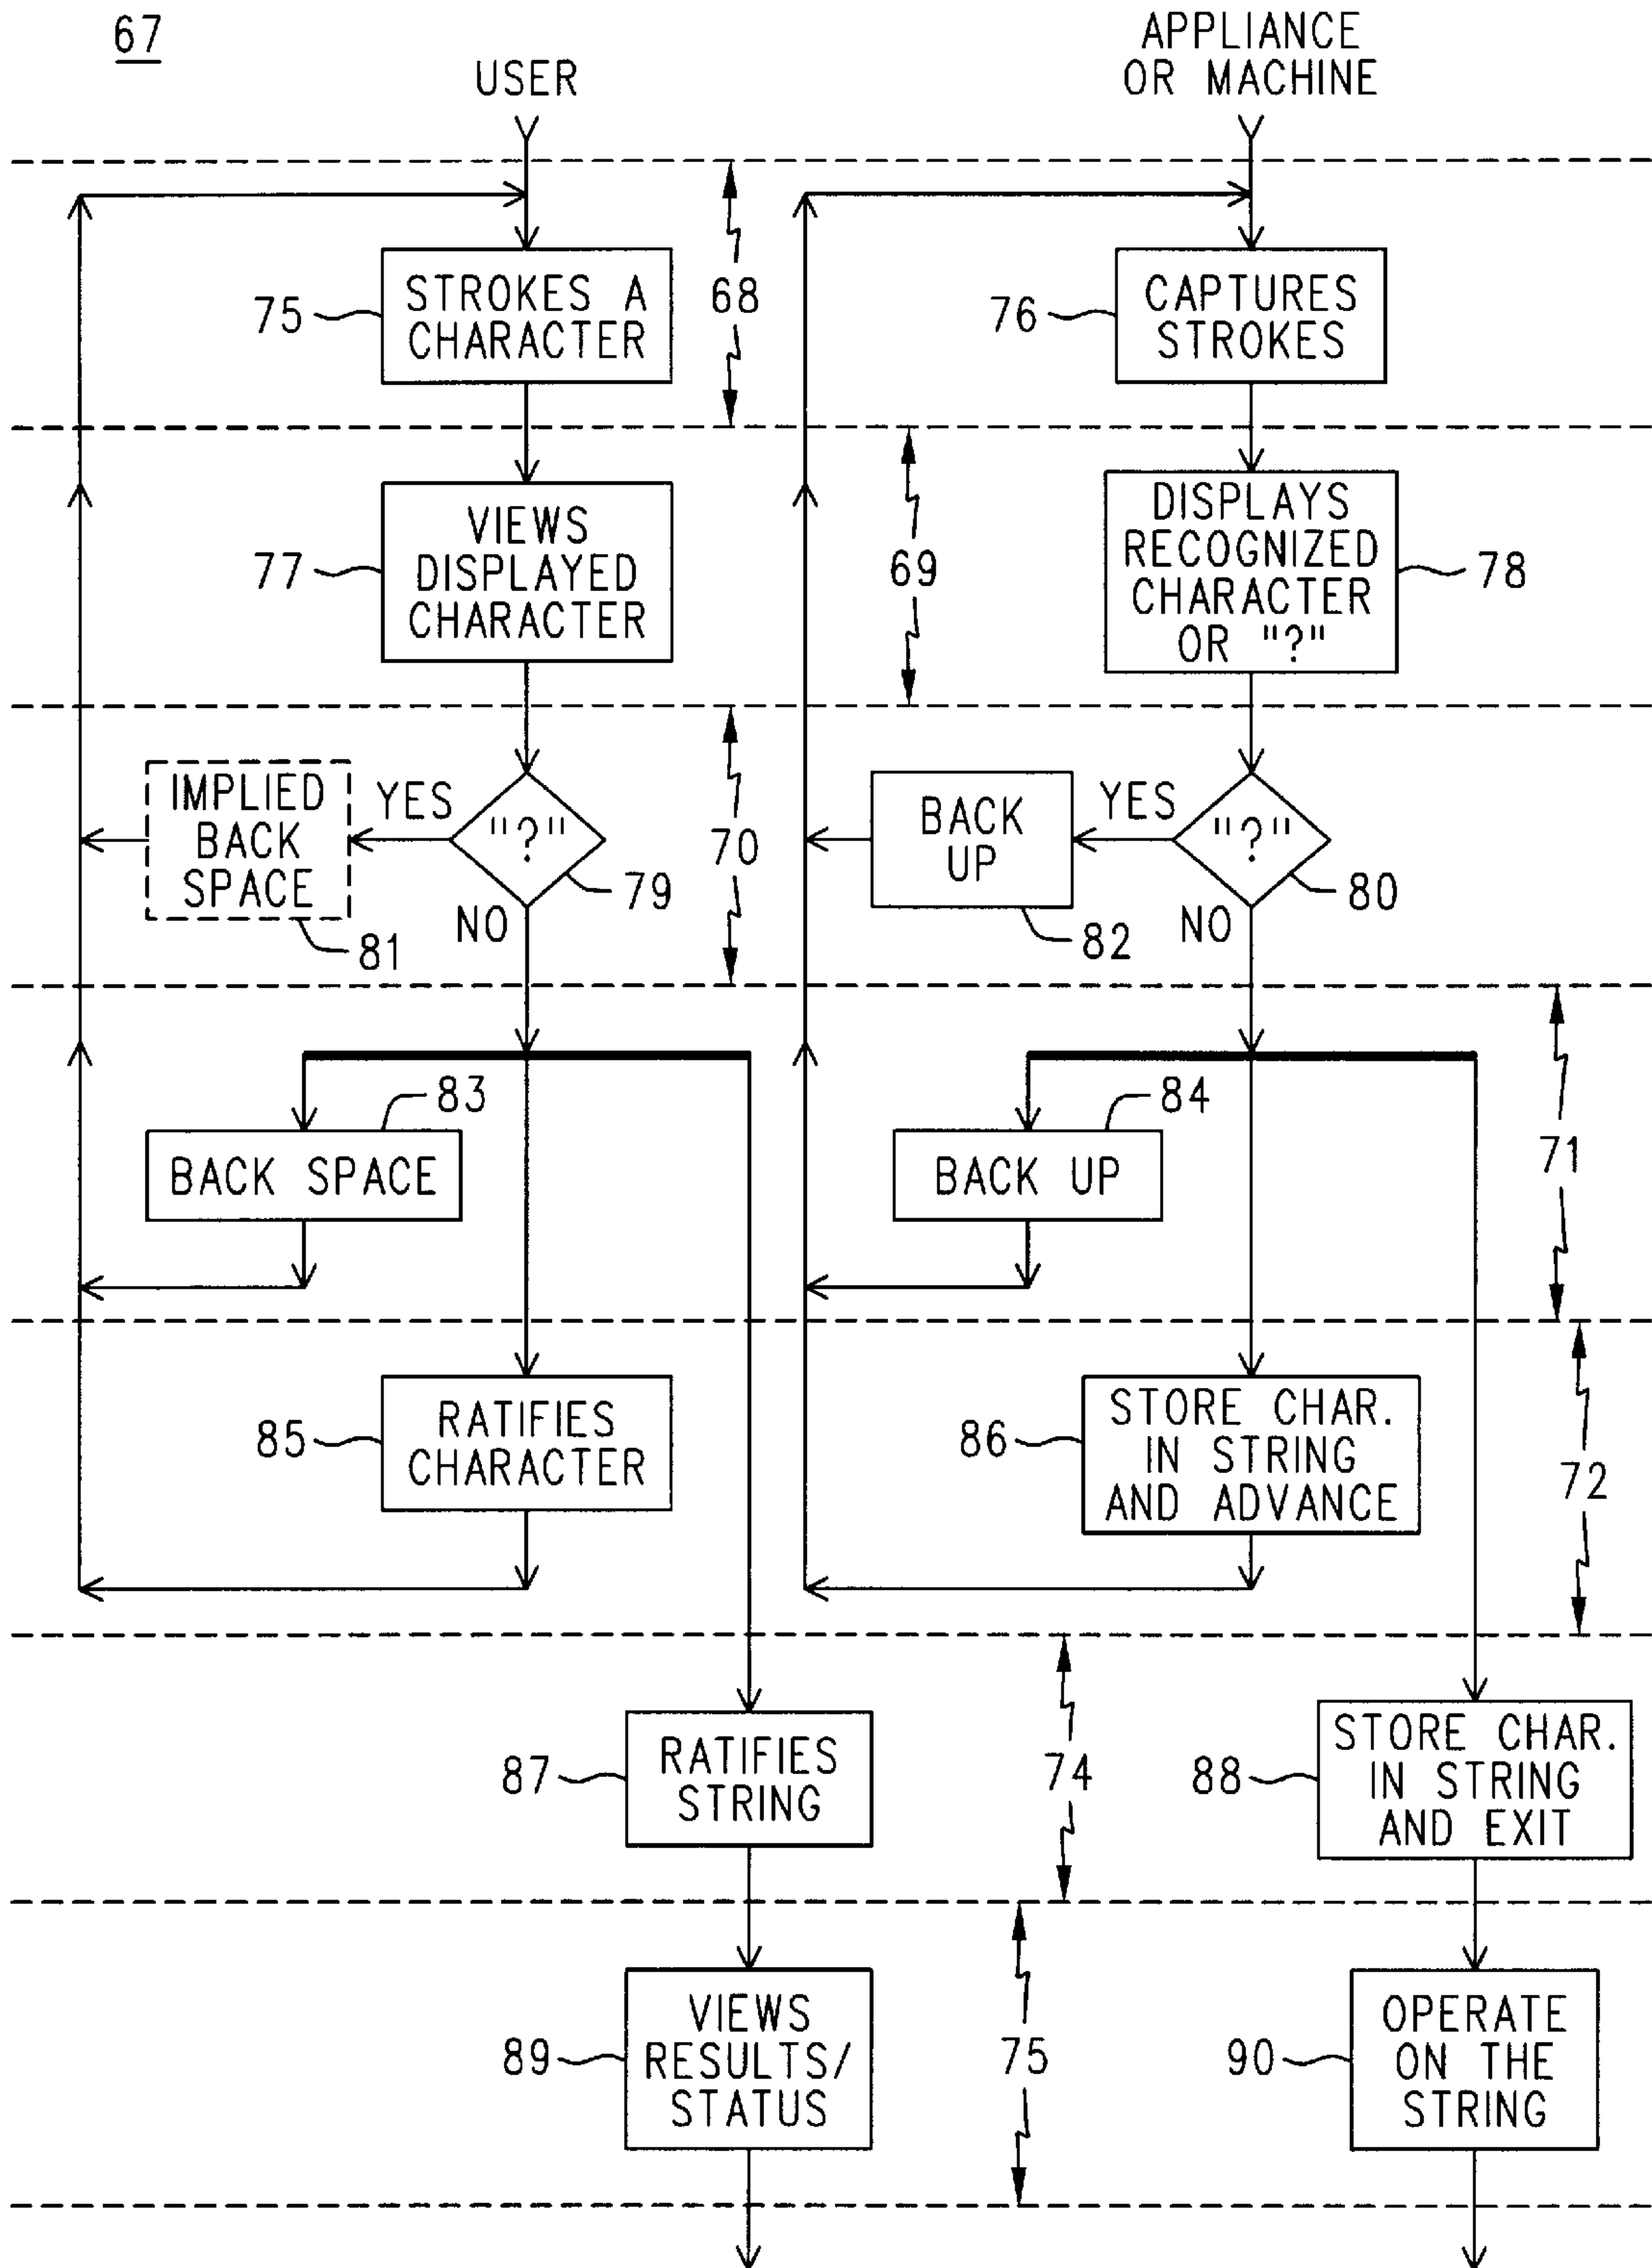 67
USER
APPLIANCE
OR MACHINE
STROKES A
CHARACTER
75
68
CAPTURES
STROKES
76
VIEWS
DISPLAYED
CHARACTER
77
69
DISPLAYS
RECOGNIZED
CHARACTER
OR "?"
78
IMPLIED
BACK
SPACE
81
YES
"?"
79
NO
70
BACK
UP
82
YES
"?"
80
NO
83
BACK SPACE
84
BACK UP
71
85
RATIFIES
CHARACTER
86
STORE CHAR.
IN STRING
AND ADVANCE
72
87
RATIFIES
STRING
74
88
STORE CHAR.
IN STRING
AND EXIT
89
VIEWS
RESULTS/
STATUS
75
90
OPERATE
ON THE
STRING